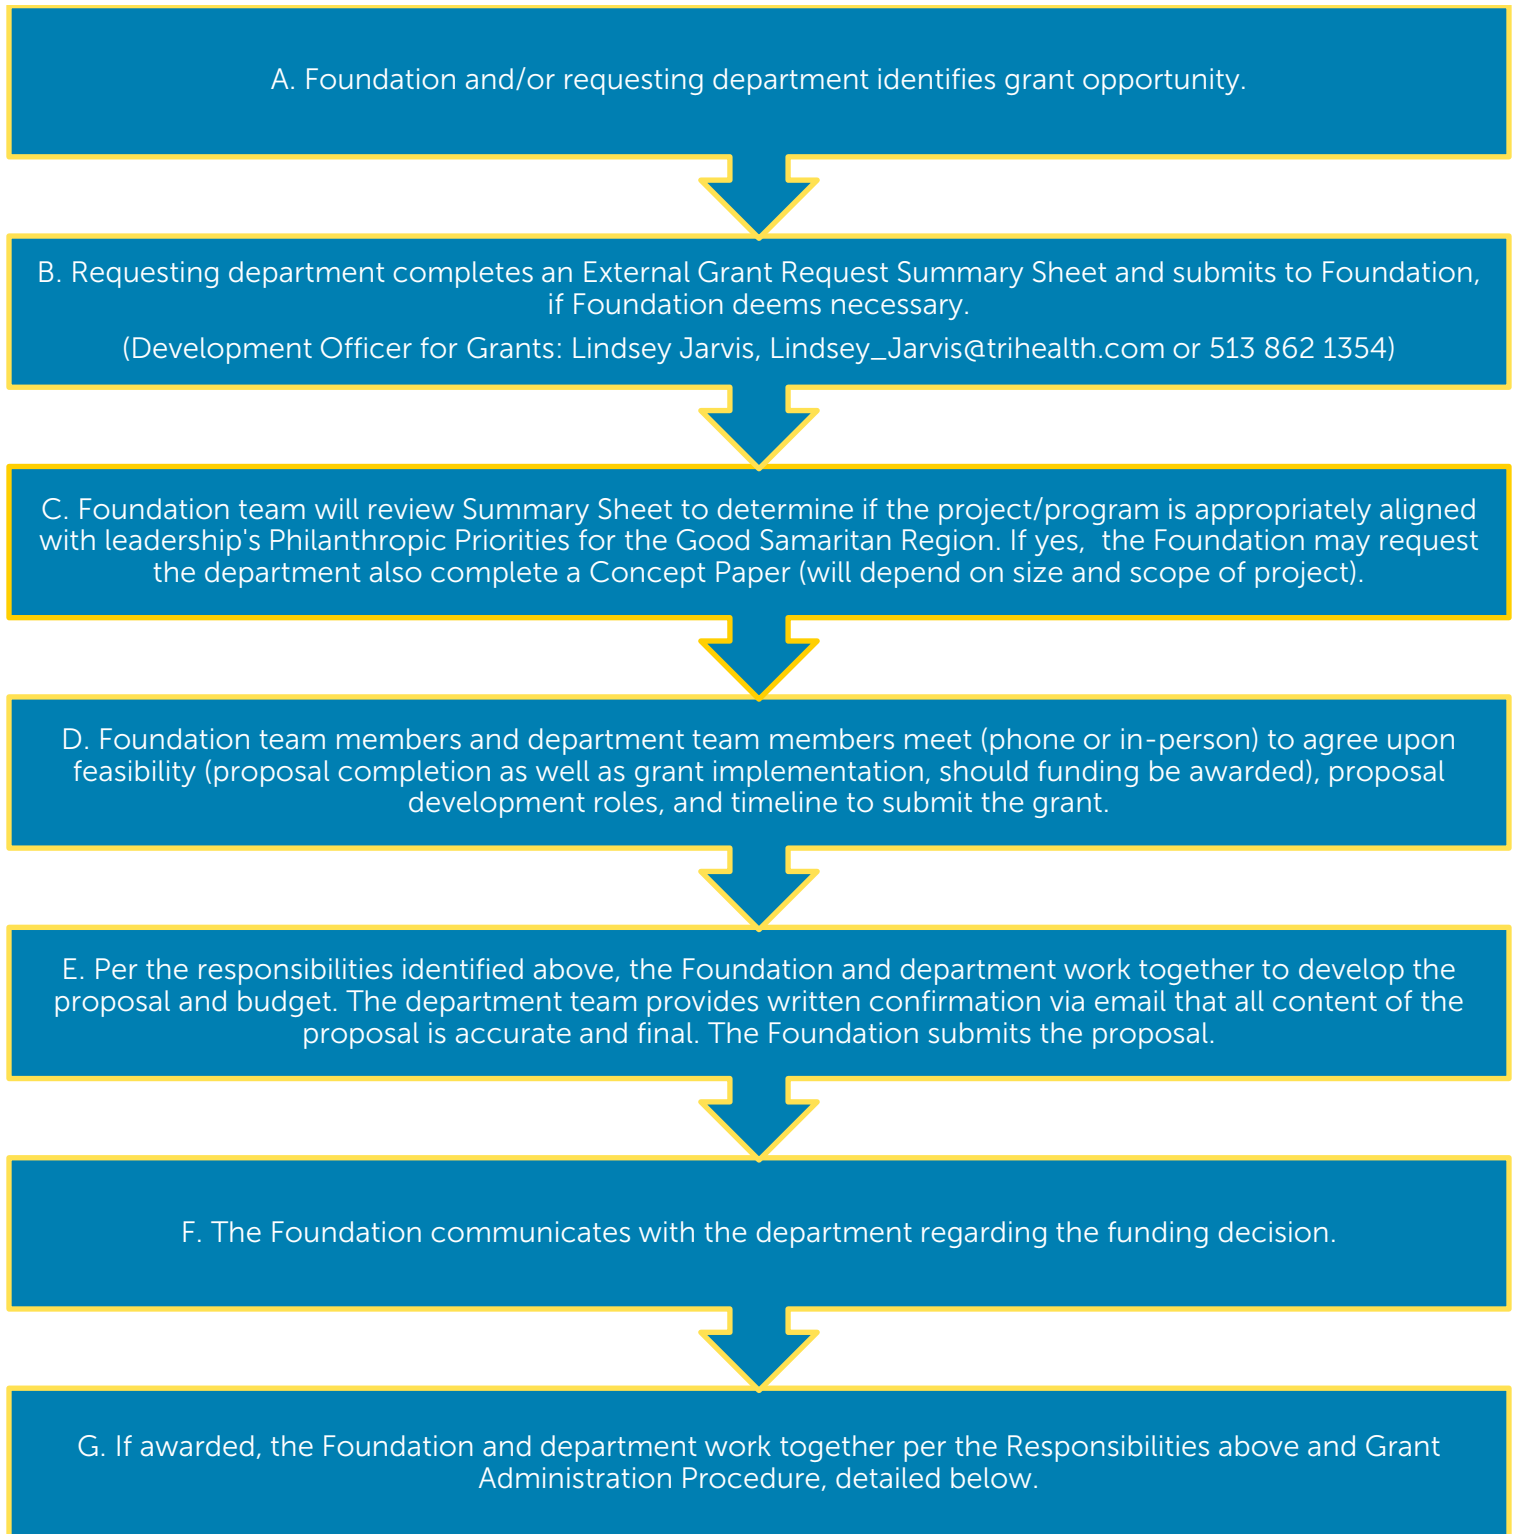 A. Foundation and/or requesting department identifies grant opportunity.
B. Requesting department completes an External Grant Request Summary Sheet and submits to Foundation,
if Foundation deems necessary.
(Development Officer for Grants: Lindsey Jarvis, Lindsey_Jarvis@trihealth.com or 513 862 1354)
C. Foundation team will review Summary Sheet to determine if the project/program is appropriately aligned
with leadership's Philanthropic Priorities for the Good Samaritan Region. If yes,  the Foundation may request
the department also complete a Concept Paper (will depend on size and scope of project).
D. Foundation team members and department team members meet (phone or in-person) to agree upon
feasibility (proposal completion as well as grant implementation, should funding be awarded), proposal
development roles, and timeline to submit the grant.
E. Per the responsibilities identified above, the Foundation and department work together to develop the
proposal and budget. The department team provides written confirmation via email that all content of the
proposal is accurate and final. The Foundation submits the proposal.
F. The Foundation communicates with the department regarding the funding decision.
G. If awarded, the Foundation and department work together per the Responsibilities above and Grant
Administration Procedure, detailed below.